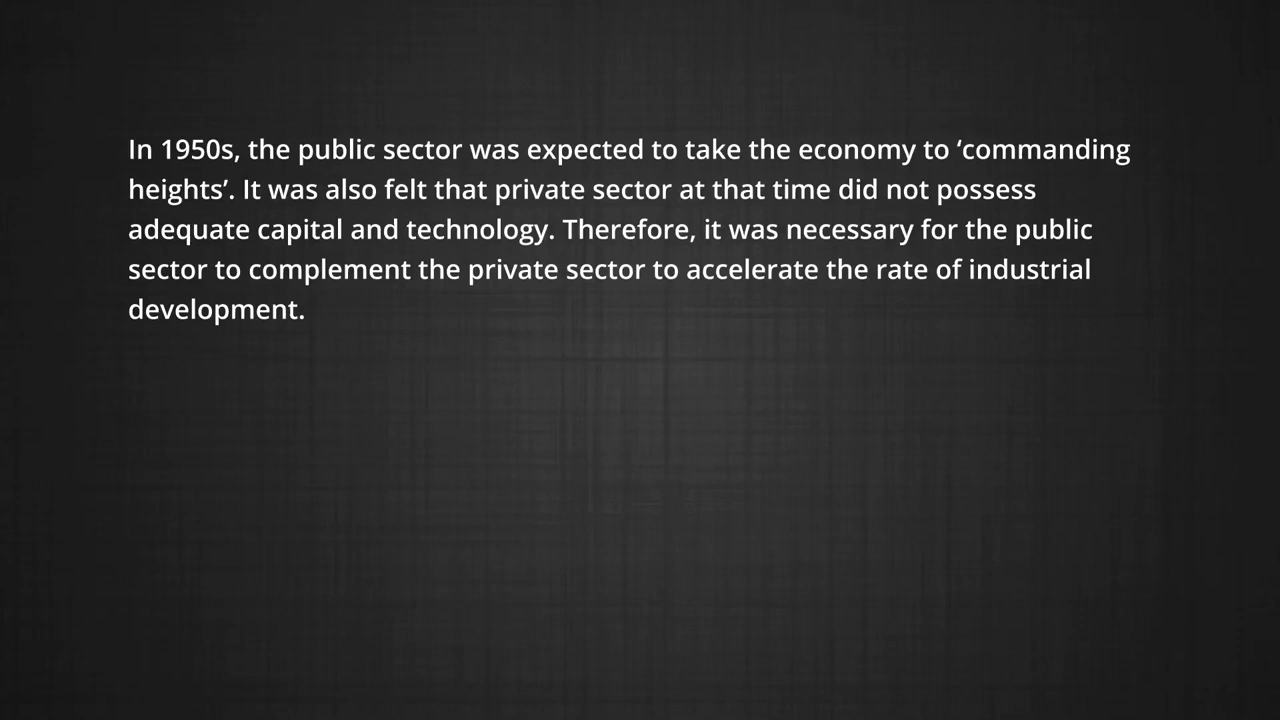 In 1950s, the public sector was expected to take the economy to ‘commanding
heights’. It was also felt that private sector at that time did not possess
adequate capital and technology. Therefore, it was necessary for the public
sector to complement the private sector to accelerate the rate of industrial
development.